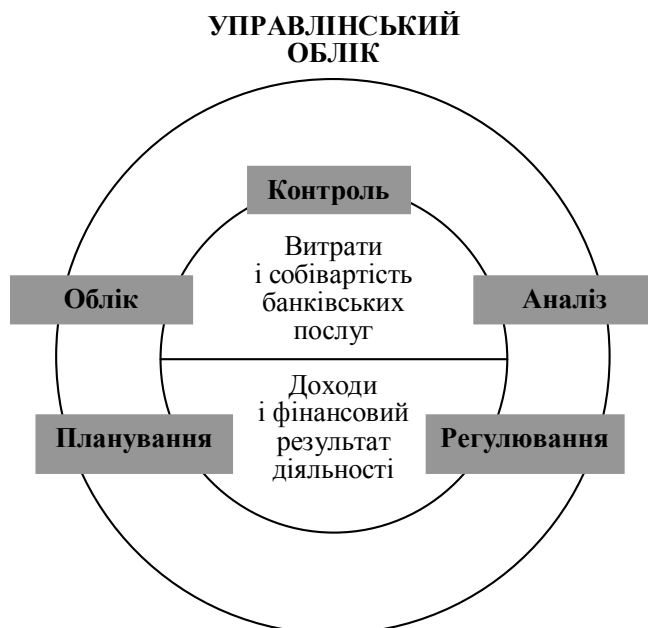 УПРАВЛІНСЬКИЙ
ОБЛІК
Контроль
Витрати
і собівартість
банківських
послуг
Облік
Аналіз
Доходи
і фінансовий
результат
діяльності
Планування
Регулювання